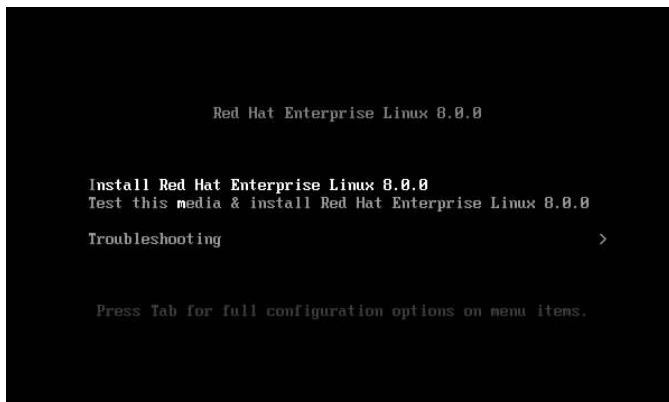 Red Hat Enterprise Linux 8.0.0
Install Red Hat Enterprise Linux 8.0.0
Test this media & install Red Hat Enterprise Linux 8.0.0
Troubleshooting >
Press Tab for full configuration options on menu items.